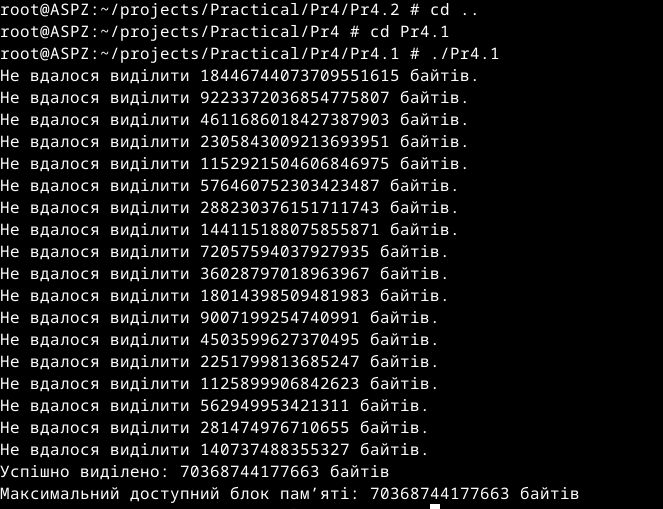 root@ASPZ:~/projects/Practical/Pr4/Pr4.2 # cd ..
root@ASPZ:~/projects/Practical/Pr4 # cd Pr4.1
root@ASPZ:~/projects/Practical/Pr4/Pr4.1 # ./Pr4.1
Не вдалося виділити 18446744073709551615 байтів.
Не вдалося виділити 9223372036854775807 байтів.
Не вдалося виділити 4611686018427387903 байтів.
Не вдалося виділити 2305843009213693951 байтів.
Не вдалося виділити 1152921504606846975 байтів.
Не вдалося виділити 576460752303423487 байтів.
Не вдалося виділити 288230376151711743 байтів.
Не вдалося виділити 144115188075855871 байтів.
Не вдалося виділити 72057594037927935 байтів.
Не вдалося виділити 36028797018963967 байтів.
Не вдалося виділити 18014398509481983 байтів.
Не вдалося виділити 9007199254740991 байтів.
Не вдалося виділити 4503599627370495 байтів.
Не вдалося виділити 2251799813685247 байтів.
Не вдалося виділити 1125899906842623 байтів.
Не вдалося виділити 562949953421311 байтів.
Не вдалося виділити 281474976710655 байтів.
Не вдалося виділити 140737488355327 байтів.
Успішно виділено: 70368744177663 байтів
Максимальний доступний блок пам’яті: 70368744177663 байтів